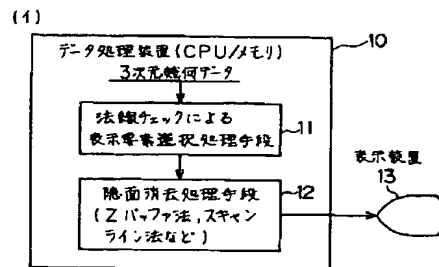 (イ)
データ処理装置(CPU/メモリ)
10
3次元幾何データ
法線チェックによる
表示要素選択処理手段
11
表示装置
13
隠面消去処理手段
(Zバッファ法,スキャン
ライン法など)
12